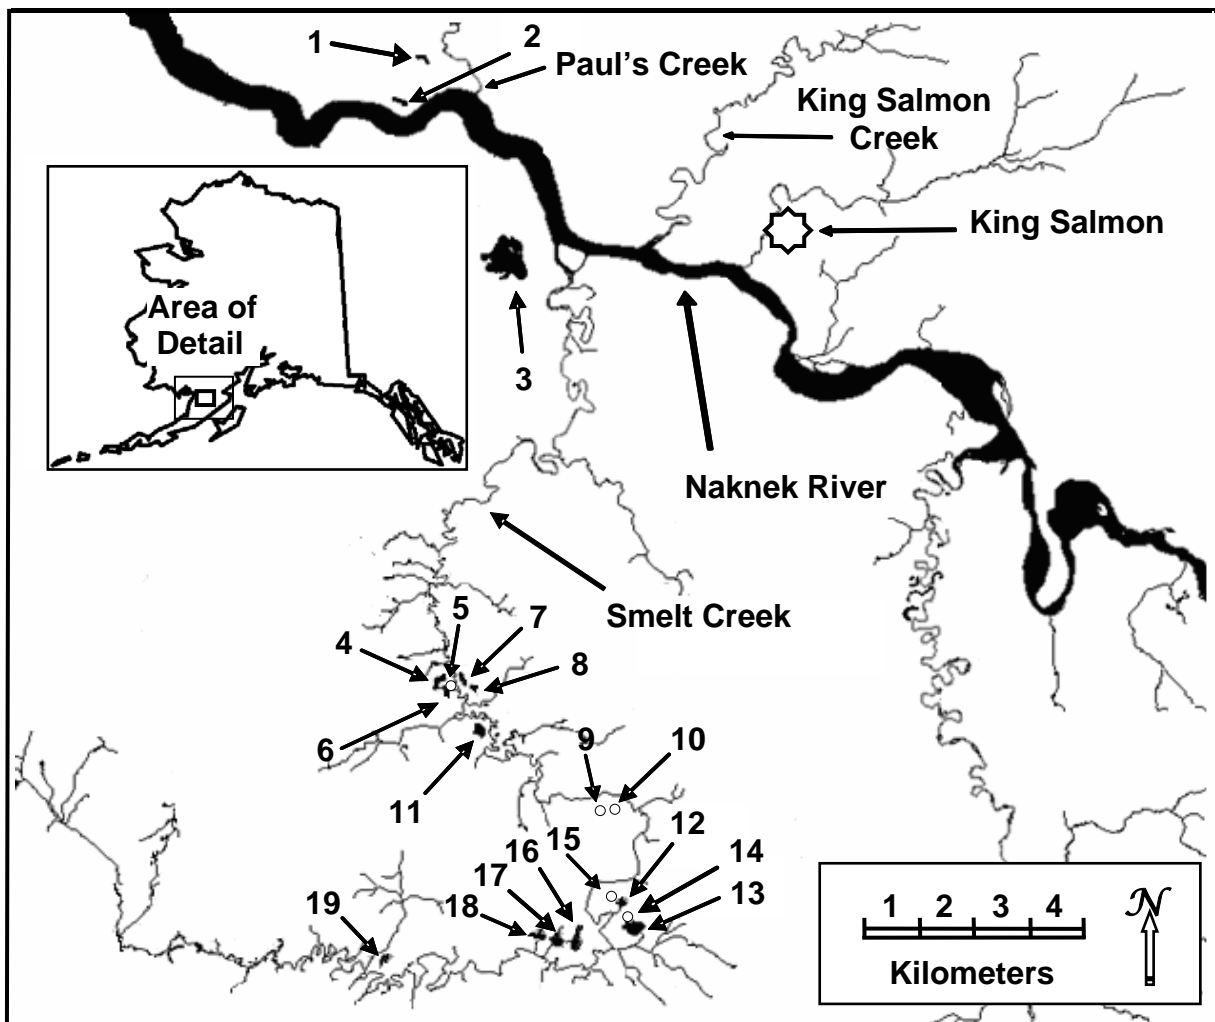 1
2
Paul's Creek
King Salmon
Creek
King Salmon
Area of
Detail
3
Naknek River
Smelt Creek
5
7
4
8
6
9
10
11
12
15
16
14
17
13
18
19
1 2 3 4
Kilometers
N